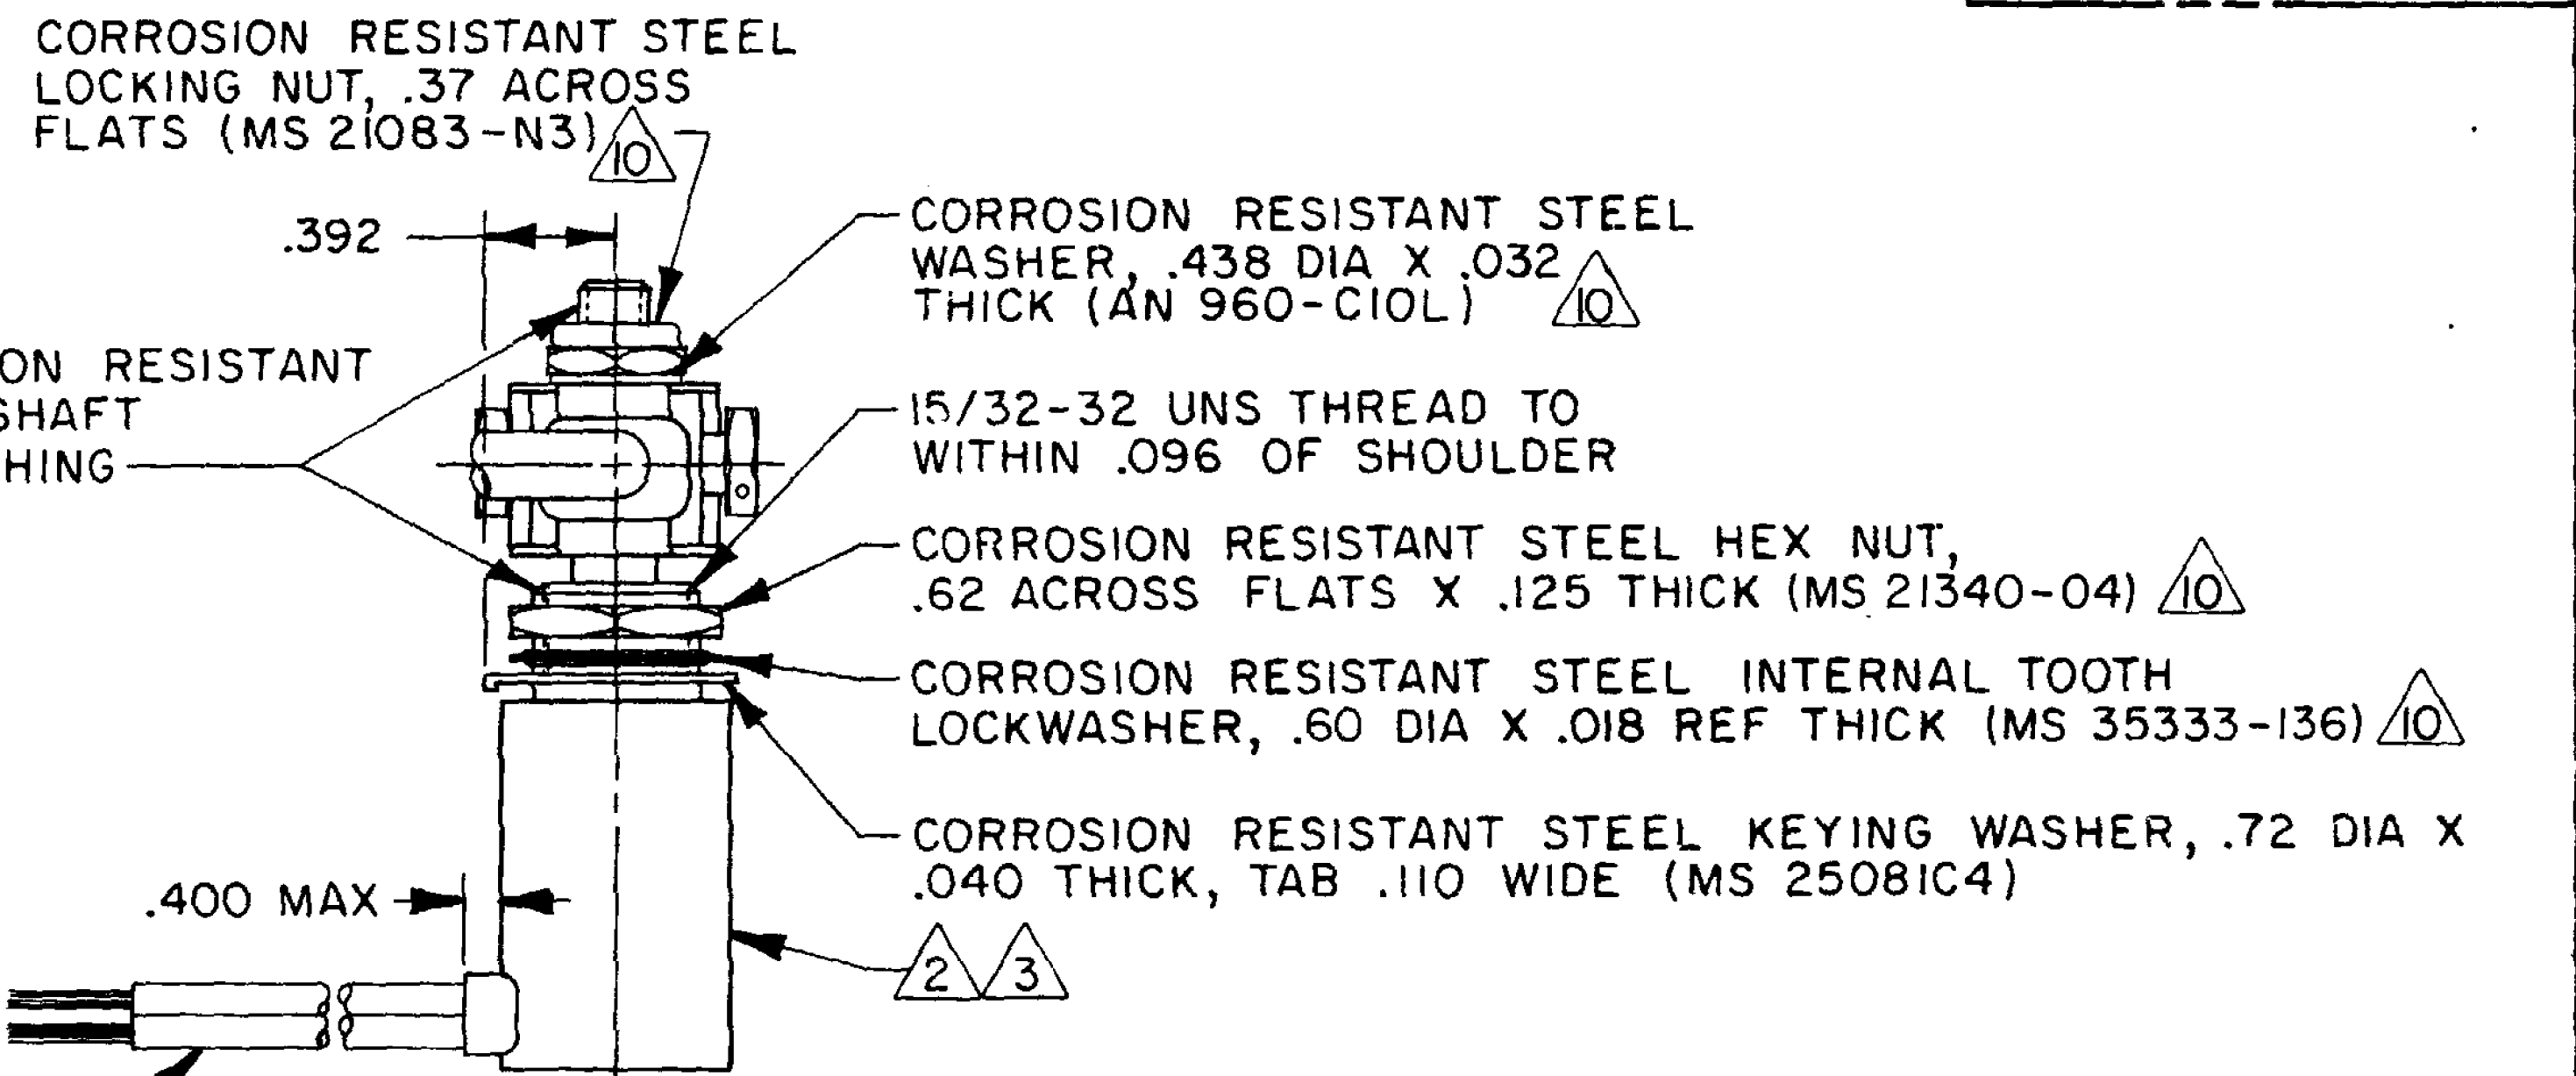 CORROSION RESISTANT STEEL
LOCKING NUT, .37 ACROSS
FLATS (MS 21083-N3) 10
.392
CORROSION RESISTANT STEEL
WASHER, .438 DIA X .032
THICK (AN 960-C10L) 10
ON RESISTANT
SHAFT
HING
15/32-32 UNS THREAD TO
WITHIN .096 OF SHOULDER
CORROSION RESISTANT STEEL HEX NUT,
.62 ACROSS FLATS X .125 THICK (MS 21340-04) 10
CORROSION RESISTANT STEEL INTERNAL TOOTH
LOCKWASHER, .60 DIA X .018 REF THICK (MS 35333-136) 10
CORROSION RESISTANT STEEL KEYING WASHER, .72 DIA X
.040 THICK, TAB .110 WIDE (MS 25081C4)
.400 MAX
2 3